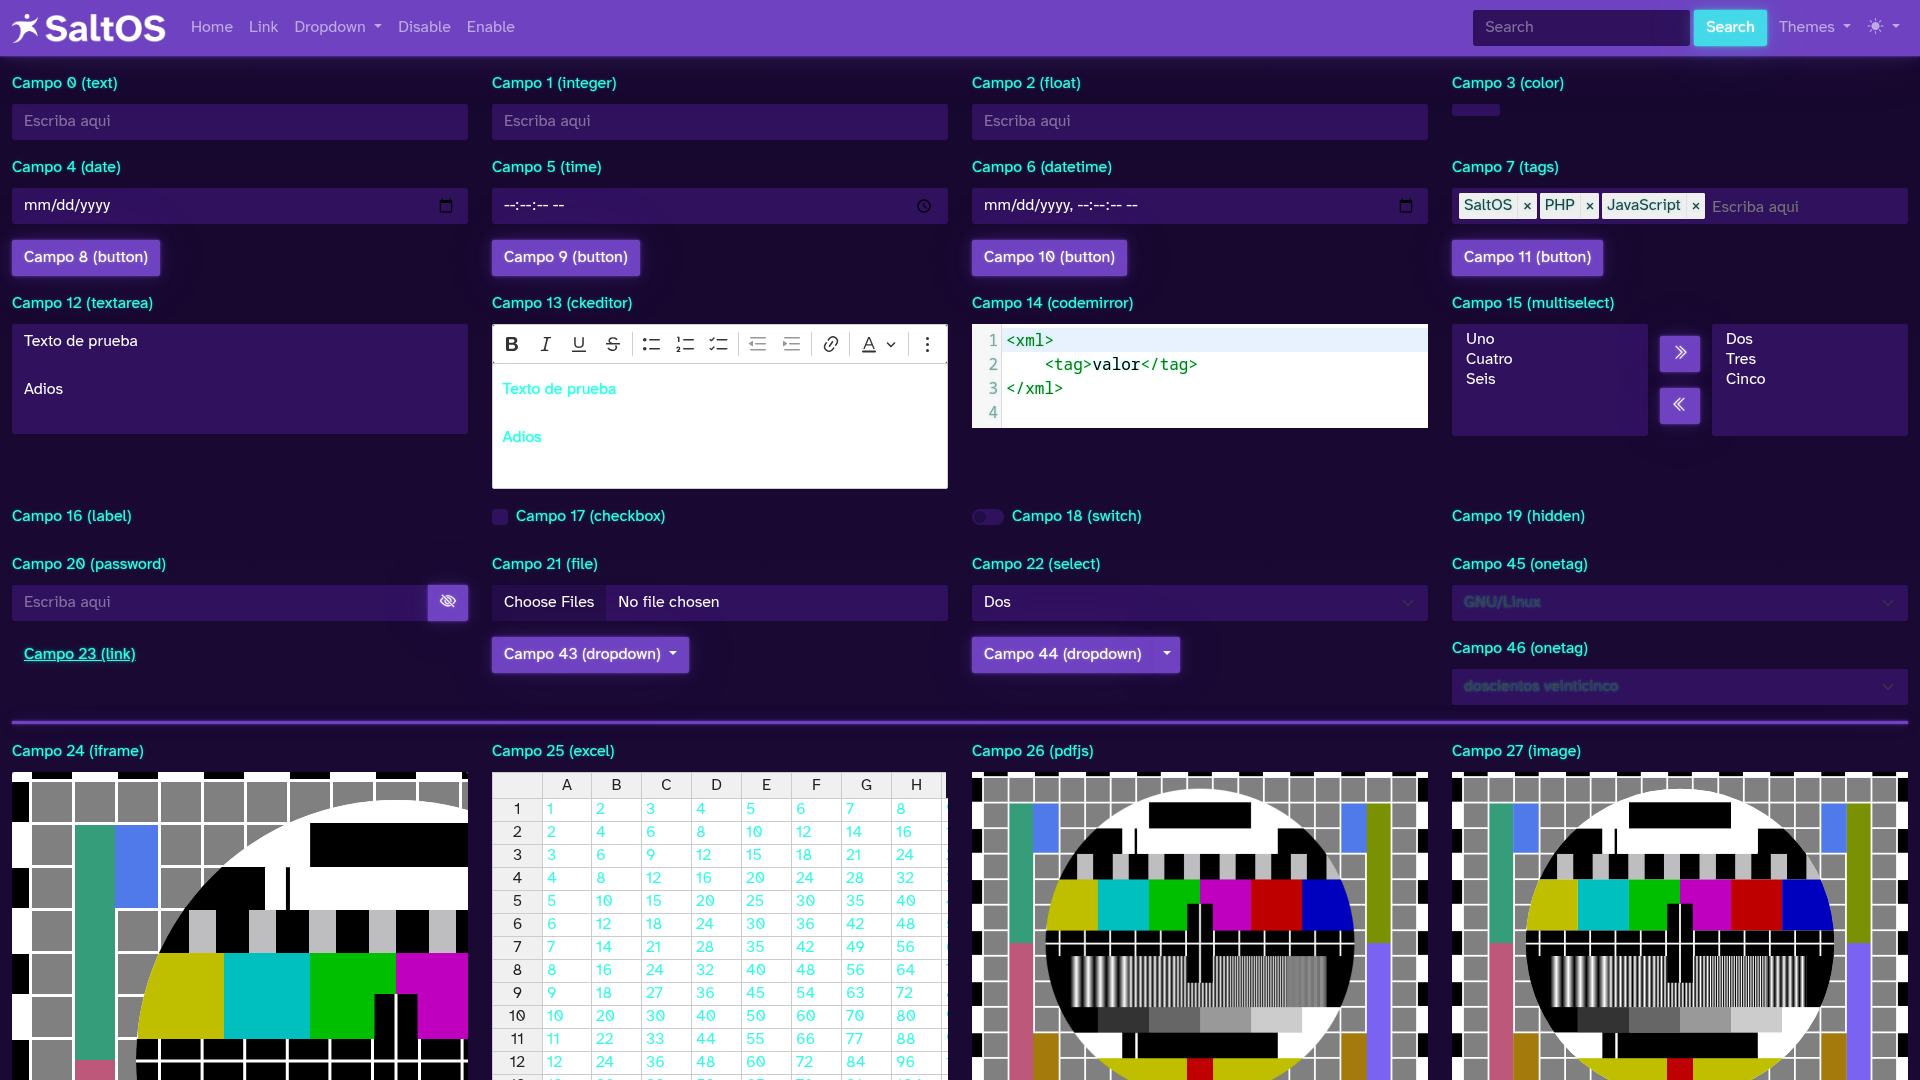 SaltOS Home Link Dropdown Disable Enable Search Search Themes
Campo 0 (text) Campo 1 (integer) Campo 2 (float) Campo 3 (color)
Escriba aqui Escriba aqui Escriba aqui
Campo 4 (date) Campo 5 (time) Campo 6 (datetime) Campo 7 (tags)
mm/dd/yyyy --:--:-- -- mm/dd/yyyy, --:--:-- -- SaltOS × PHP × JavaScript × Escriba aqui
Campo 8 (button) Campo 9 (button) Campo 10 (button) Campo 11 (button)
Campo 12 (textarea) Campo 13 (ckeditor) Campo 14 (codemirror) Campo 15 (multiselect)
Texto de prueba
Adios
B I U S A
Texto de prueba
Adios
1 <xml>
2 <tag>valor</tag>
3 </xml>
4
Uno
Cuatro
Seis
Dos
Tres
Cinco
Campo 16 (label) Campo 17 (checkbox) Campo 18 (switch) Campo 19 (hidden)
Campo 20 (password) Campo 21 (file) Campo 22 (select) Campo 45 (onetag)
Escriba aqui Choose Files No file chosen Dos GNU/Linux
Campo 23 (link) Campo 43 (dropdown) Campo 44 (dropdown) Campo 46 (onetag)
doscientos veinticinco
Campo 24 (iframe) Campo 25 (excel) Campo 26 (pdfjs) Campo 27 (image)
A B C D E F G H
1 1 2 3 4 5 6 7 8
2 2 4 6 8 10 12 14 16
3 3 6 9 12 15 18 21 24
4 4 8 12 16 20 24 28 32
5 5 10 15 20 25 30 35 40
6 6 12 18 24 30 36 42 48
7 7 14 21 28 35 42 49 56
8 8 16 24 32 40 48 56 64
9 9 18 27 36 45 54 63 72
10 10 20 30 40 50 60 70 80
11 11 22 33 44 55 66 77 88
12 12 24 36 48 60 72 84 96